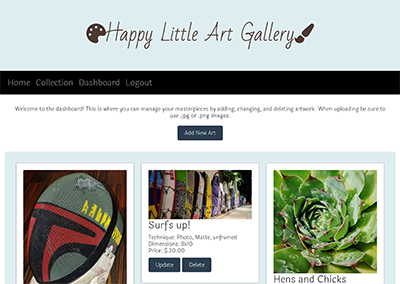 Happy Little Art Gallery
Home Collection Dashboard Logout
Welcome to the dashboard! This is where you can manage your masterpieces by adding, changing, and deleting artwork. When uploading be sure to
use .jpg or .png images.
Add New Art
Surf's up!
Technique: Photo, Matte, unframed
Dimensions: 8x10
Price: $20.00
Update Delete
Hens and Chicks